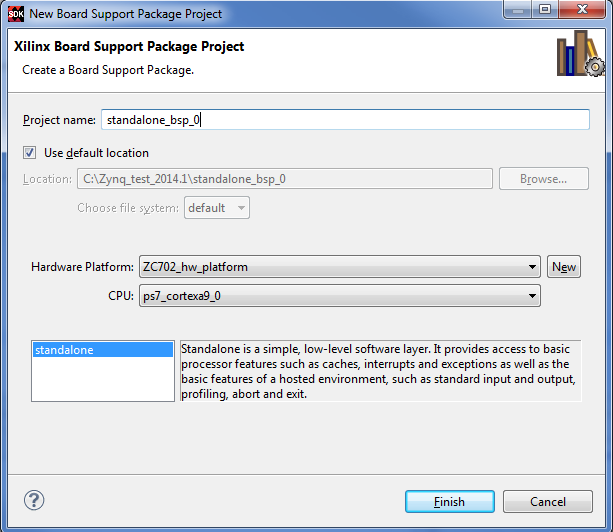 SDK New Board Support Package Project
Xilinx Board Support Package Project
Create a Board Support Package.
Project name: standalone_bsp_0
Use default location
Location: C:\Zynq_test_2014.1\standalone_bsp_0 Browse...
Choose file system: default
Hardware Platform: ZC702_hw_platform New
CPU: ps7_cortexa9_0
standalone
Standalone is a simple, low-level software layer. It provides access to basic
processor features such as caches, interrupts and exceptions as well as the
basic features of a hosted environment, such as standard input and output,
profiling, abort and exit.
? Finish Cancel